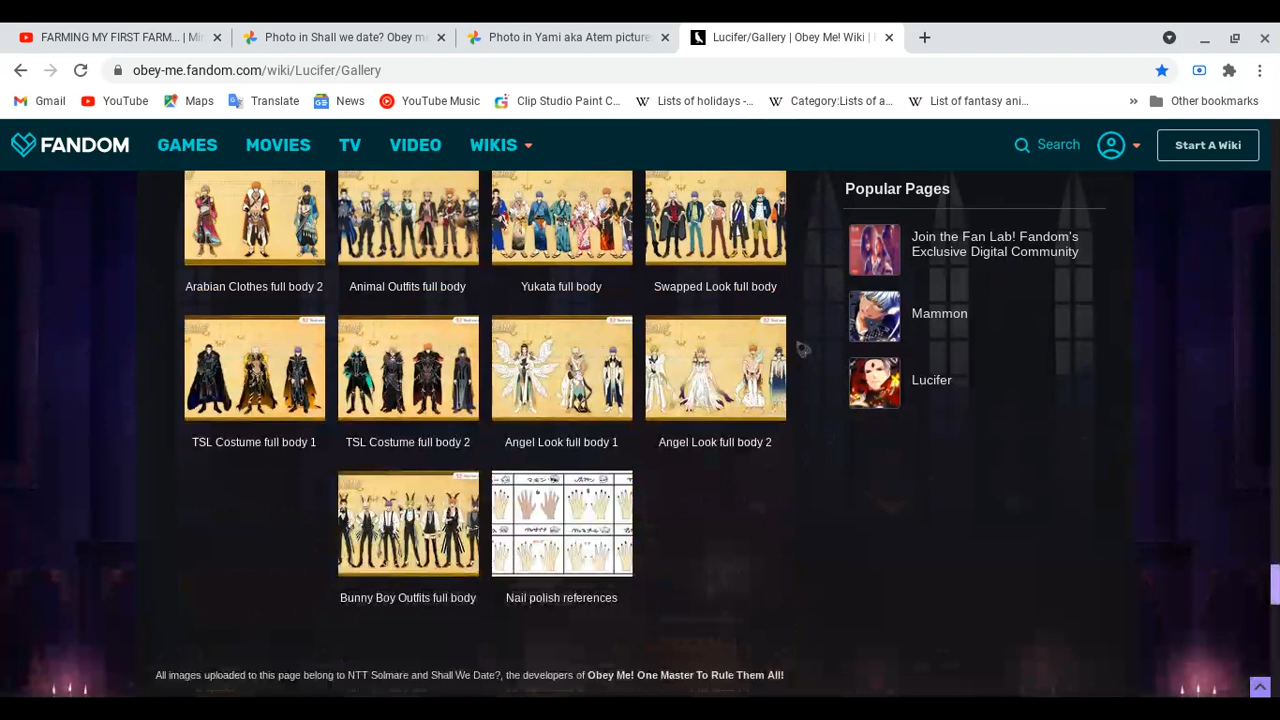 FARMING MY FIRST FARM... | Mi
Photo in Shall we date? Obey me
Photo in Yami aka Atem picture
Lucifer/Gallery | Obey Me! Wiki |
obey-me.fandom.com/wiki/Lucifer/Gallery
Gmail
YouTube
Maps
Translate
News
YouTube Music
Clip Studio Paint C...
Lists of holidays -...
Category:Lists of a...
List of fantasy ani...
»
Other bookmarks
FANDOM
GAMES
MOVIES
TV
VIDEO
WIKIS
Search
Start A Wiki
Popular Pages
Join the Fan Lab! Fandom's
Exclusive Digital Community
Mammon
Lucifer
Arabian Clothes full body 2
Animal Outfits full body
Yukata full body
Swapped Look full body
TSL Costume full body 1
TSL Costume full body 2
Angel Look full body 1
Angel Look full body 2
Bunny Boy Outfits full body
Nail polish references
All images uploaded to this page belong to NTT Solmare and Shall We Date?, the developers of Obey Me! One Master To Rule Them All!